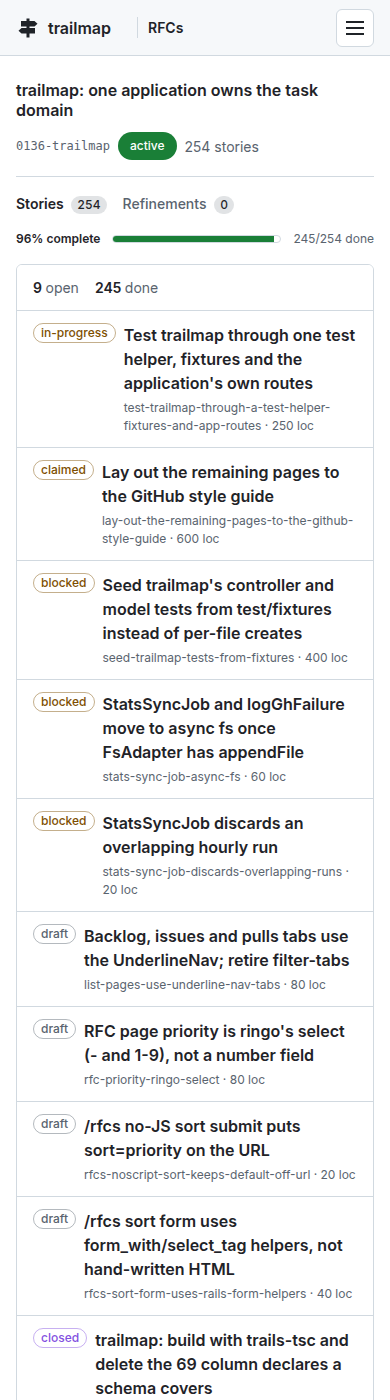 trailmap RFCs
trailmap: one application owns the task
domain
0136-trailmap active 254 stories
Stories 254 Refinements 0
96% complete 245/254 done
9 open 245 done
in-progress Test trailmap through one test
helper, fixtures and the
application's own routes
test-trailmap-through-a-test-helper-
fixtures-and-app-routes · 250 loc
claimed Lay out the remaining pages to
the GitHub style guide
lay-out-the-remaining-pages-to-the-github-
style-guide · 600 loc
blocked Seed trailmap's controller and
model tests from test/fixtures
instead of per-file creates
seed-trailmap-tests-from-fixtures · 400 loc
blocked StatsSyncJob and logGhFailure
move to async fs once
FsAdapter has appendFile
stats-sync-job-async-fs · 60 loc
blocked StatsSyncJob discards an
overlapping hourly run
stats-sync-job-discards-overlapping-runs ·
20 loc
draft Backlog, issues and pulls tabs use
the UnderlineNav; retire filter-tabs
list-pages-use-underline-nav-tabs · 80 loc
draft RFC page priority is ringo's select
(- and 1-9), not a number field
rfc-priority-ringo-select · 80 loc
draft /rfcs no-JS sort submit puts
sort=priority on the URL
rfcs-noscript-sort-keeps-default-off-url · 20 loc
draft /rfcs sort form uses
form_with/select_tag helpers, not
hand-written HTML
rfcs-sort-form-uses-rails-form-helpers · 40 loc
closed trailmap: build with trails-tsc and
delete the 69 column declares a
schema covers